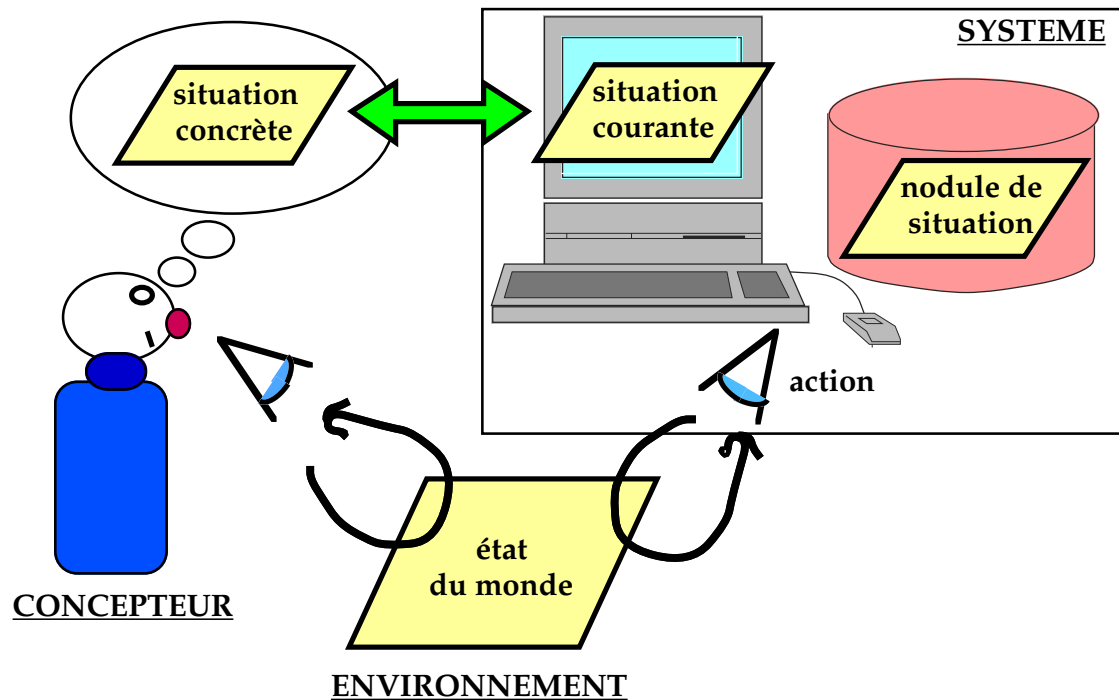 SYSTEME
situation
concrète
situation
courante
nodule de
situation
action
état
du monde
CONCEPTEUR
ENVIRONNEMENT